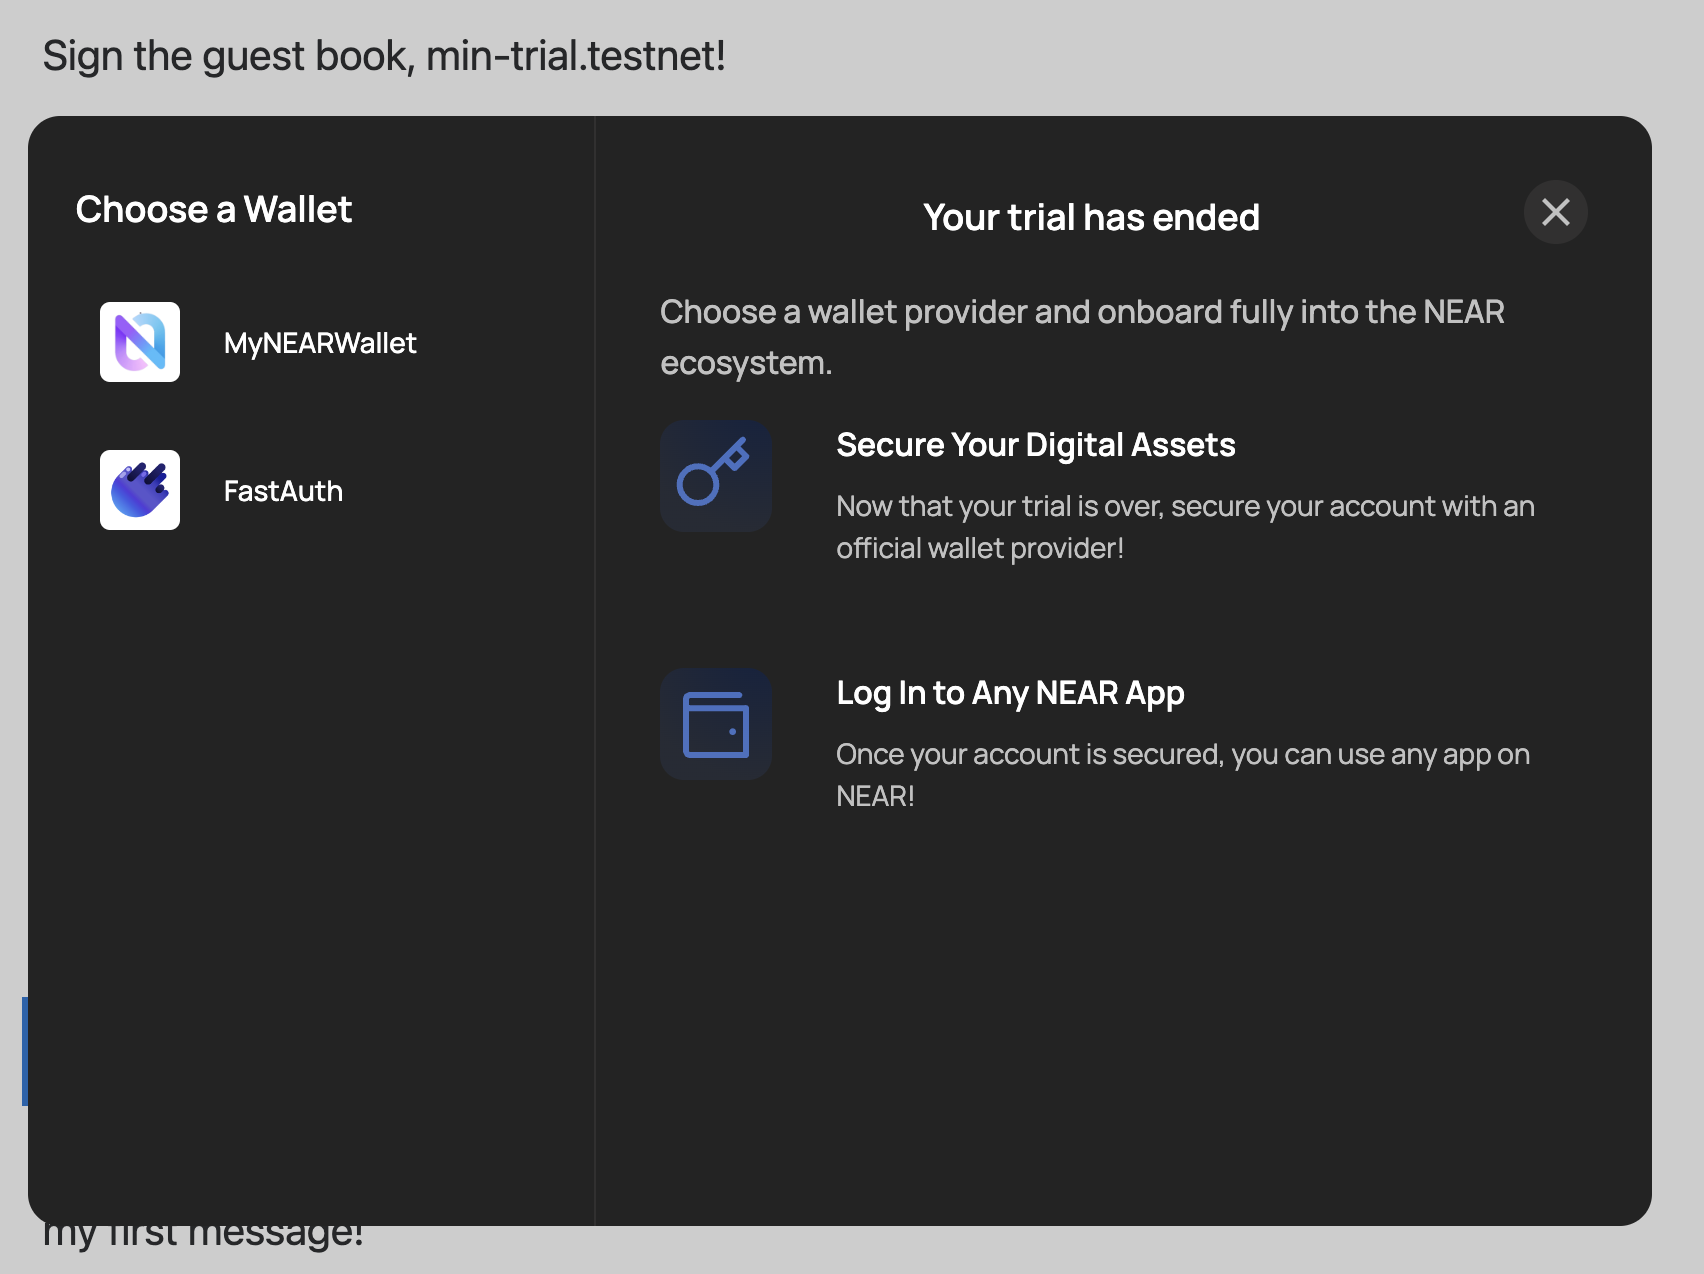 Sign the guest book, min-trial.testnet!
Choose a Wallet
MyNEARWallet
FastAuth
Your trial has ended
Choose a wallet provider and onboard fully into the NEAR
ecosystem.
Secure Your Digital Assets
Now that your trial is over, secure your account with an
official wallet provider!
Log In to Any NEAR App
Once your account is secured, you can use any app on
NEAR!
my first message!